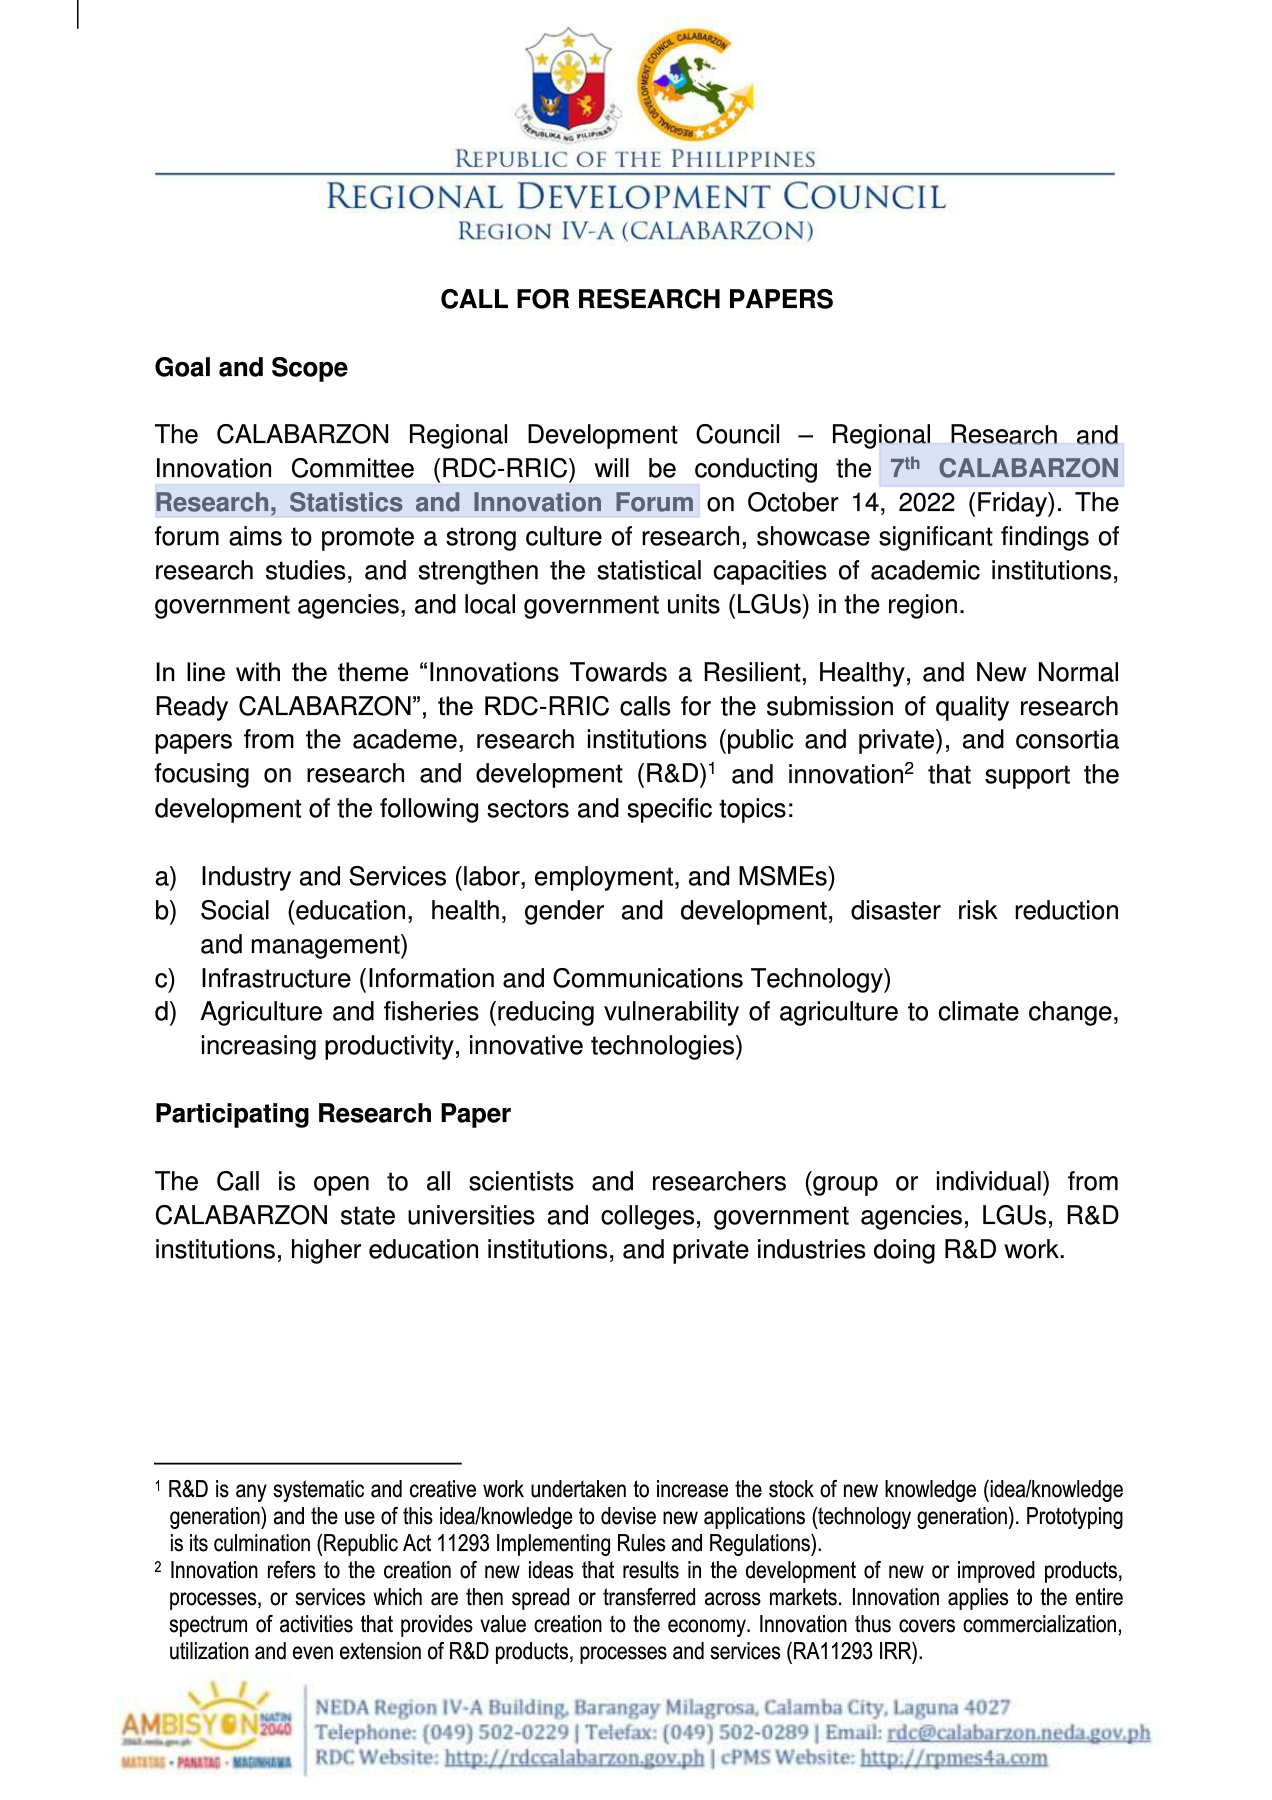 REGIONAL DEVELOPMENT COUNCIL CALABARZON
REPUBLIKA NG PILIPINAS
REPUBLIC OF THE PHILIPPINES
REGIONAL DEVELOPMENT COUNCIL
REGION IV-A (CALABARZON)
CALL FOR RESEARCH PAPERS
Goal and Scope
The CALABARZON Regional Development Council – Regional Research and
Innovation Committee (RDC-RRIC) will be conducting the 7th CALABARZON
Research, Statistics and Innovation Forum on October 14, 2022 (Friday). The
forum aims to promote a strong culture of research, showcase significant findings of
research studies, and strengthen the statistical capacities of academic institutions,
government agencies, and local government units (LGUs) in the region.
In line with the theme “Innovations Towards a Resilient, Healthy, and New Normal
Ready CALABARZON”, the RDC-RRIC calls for the submission of quality research
papers from the academe, research institutions (public and private), and consortia
focusing on research and development (R&D)1 and innovation2 that support the
development of the following sectors and specific topics:
a) Industry and Services (labor, employment, and MSMEs)
b) Social (education, health, gender and development, disaster risk reduction
and management)
c) Infrastructure (Information and Communications Technology)
d) Agriculture and fisheries (reducing vulnerability of agriculture to climate change,
increasing productivity, innovative technologies)
Participating Research Paper
The Call is open to all scientists and researchers (group or individual) from
CALABARZON state universities and colleges, government agencies, LGUs, R&D
institutions, higher education institutions, and private industries doing R&D work.
1 R&D is any systematic and creative work undertaken to increase the stock of new knowledge (idea/knowledge
generation) and the use of this idea/knowledge to devise new applications (technology generation). Prototyping
is its culmination (Republic Act 11293 Implementing Rules and Regulations).
2 Innovation refers to the creation of new ideas that results in the development of new or improved products,
processes, or services which are then spread or transferred across markets. Innovation applies to the entire
spectrum of activities that provides value creation to the economy. Innovation thus covers commercialization,
utilization and even extension of R&D products, processes and services (RA11293 IRR).
AMBISYON NATIN 2040
2040.neda.gov.ph
MATATAG • PANATAG • MAGINHAWA
NEDA Region IV-A Building, Barangay Milagrosa, Calamba City, Laguna 4027
Telephone: (049) 502-0229 | Telefax: (049) 502-0289 | Email: rdc@calabarzon.neda.gov.ph
RDC Website: http://rdccalabarzon.gov.ph | cPMS Website: http://rpmes4a.com